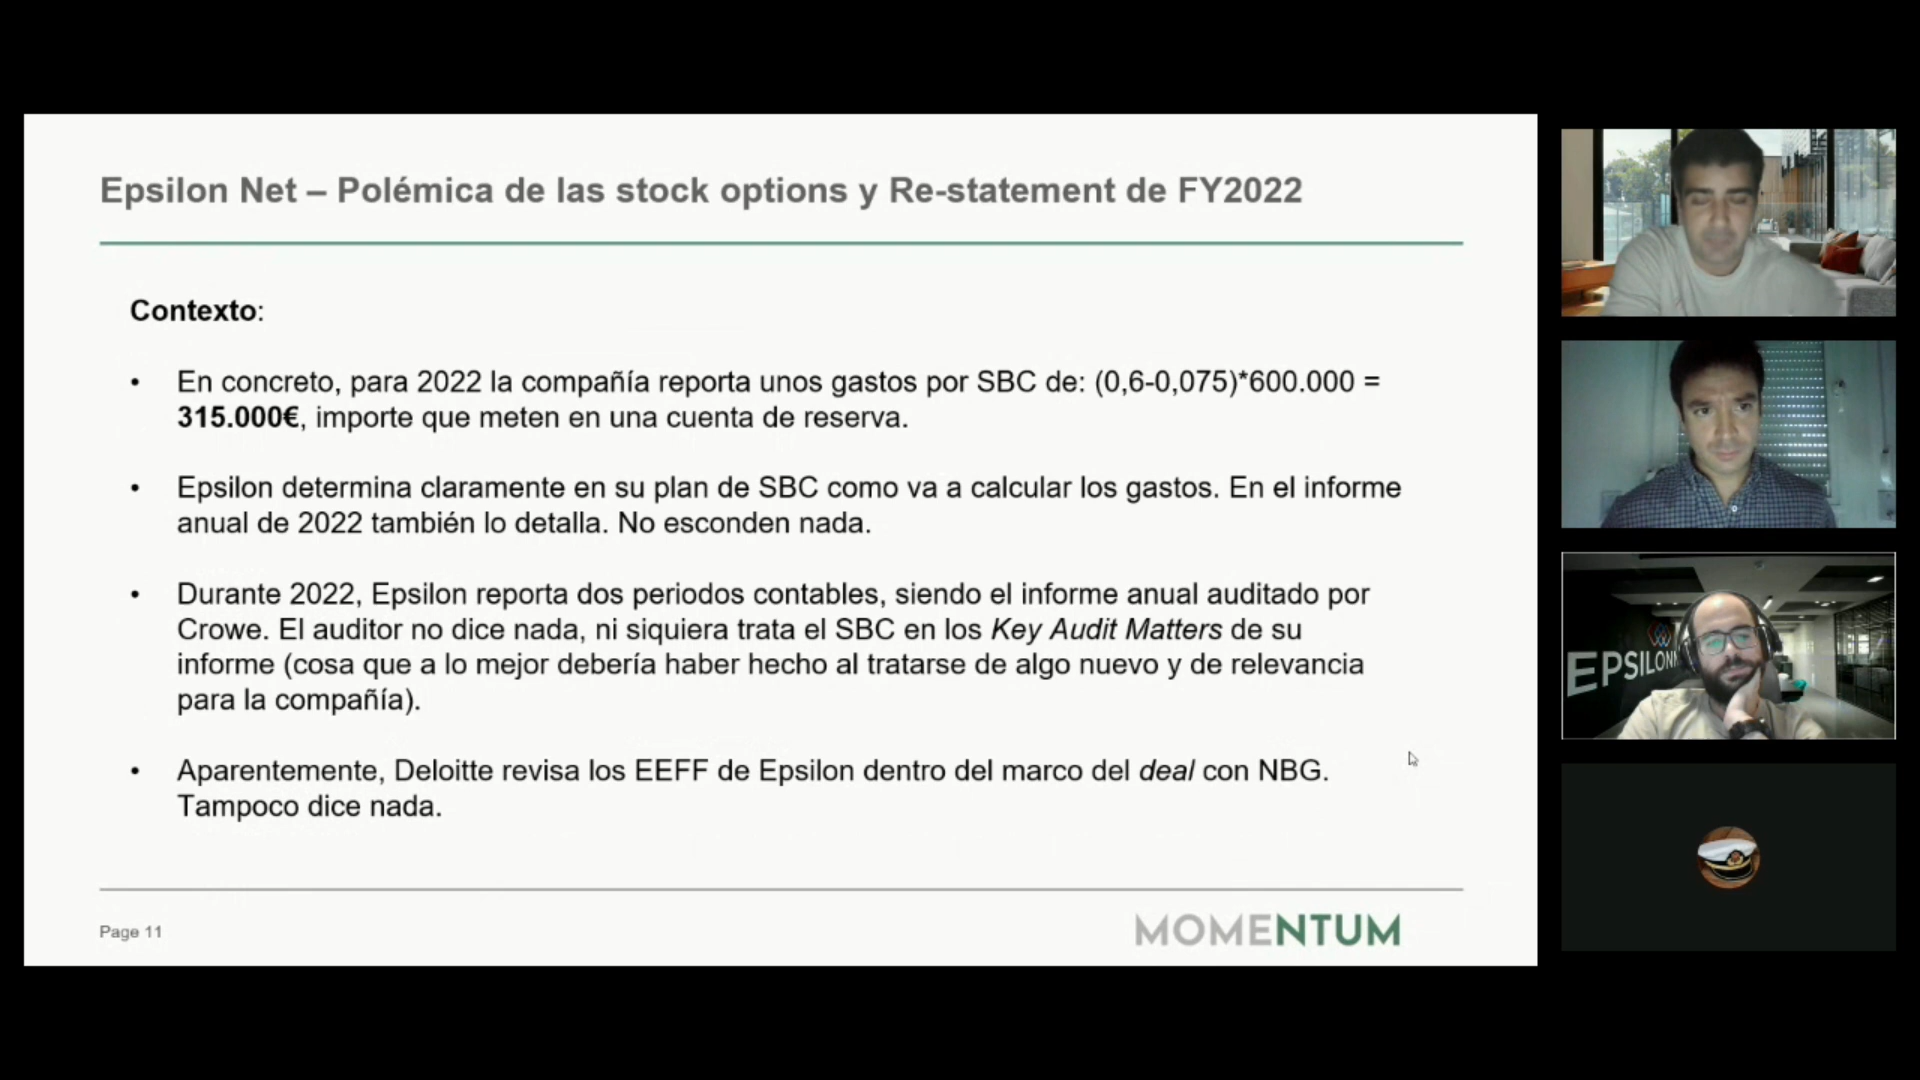 Epsilon Net – Polémica de las stock options y Re-statement de FY2022
Contexto:
• En concreto, para 2022 la compañía reporta unos gastos por SBC de: (0,6-0,075)*600.000 =
315.000€, importe que meten en una cuenta de reserva.
• Epsilon determina claramente en su plan de SBC como va a calcular los gastos. En el informe
anual de 2022 también lo detalla. No esconden nada.
• Durante 2022, Epsilon reporta dos periodos contables, siendo el informe anual auditado por
Crowe. El auditor no dice nada, ni siquiera trata el SBC en los Key Audit Matters de su
informe (cosa que a lo mejor debería haber hecho al tratarse de algo nuevo y de relevancia
para la compañía).
• Aparentemente, Deloitte revisa los EEFF de Epsilon dentro del marco del deal con NBG.
Tampoco dice nada.
Page 11
MOMENTUM
EPSILON